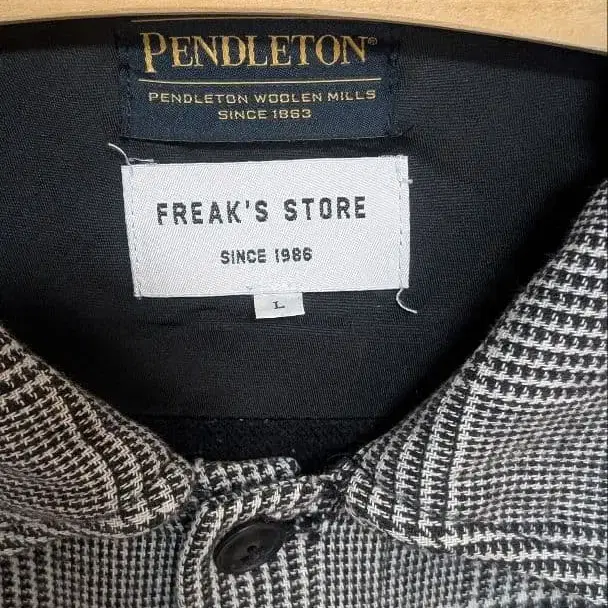 PENDLETON®
PENDLETON WOOLEN MILLS
SINCE 1863
FREAK'S STORE
SINCE 1986
L